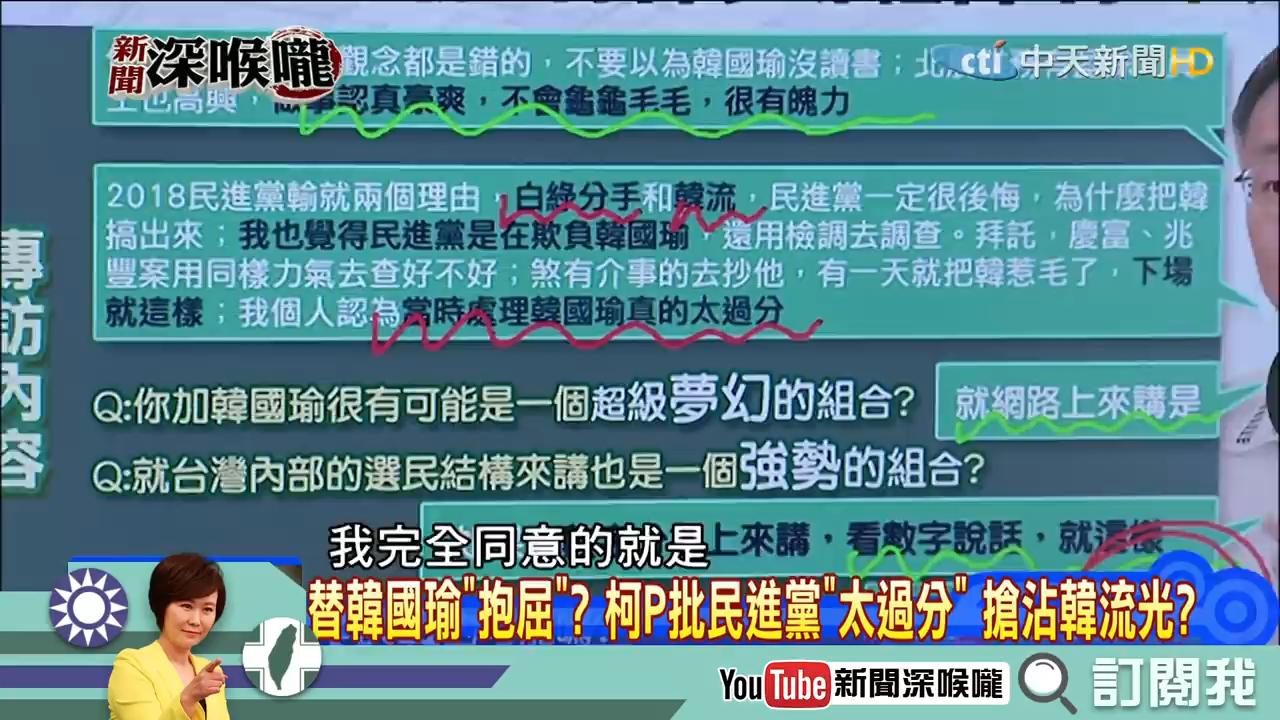 新聞深喉嚨
cti 中天新聞HD
觀念都是錯的，不要以為韓國瑜沒讀書；北
認真豪爽，不會龜龜毛毛，很有魄力
專訪內容
2018民進黨輸就兩個理由，白綠分手和韓流，民進黨一定很後悔，為什麼把韓
搞出來；我也覺得民進黨是在欺負韓國瑜，還用檢調去調查。拜託，慶富、兆
豐案用同樣力氣去查好不好；煞有介事的去抄他，有一天就把韓惹毛了，下場
就這樣；我個人認為當時處理韓國瑜真的太過分
Q:你加韓國瑜很有可能是一個超級夢幻的組合?
就網路上來講是
Q:就台灣內部的選民結構來講也是一個強勢的組合?
上來講，看數字說話，就這樣
我完全同意的就是
替韓國瑜"抱屈"? 柯P批民進黨"太過分" 搶沾韓流光?
YouTube 新聞深喉嚨 訂閱我